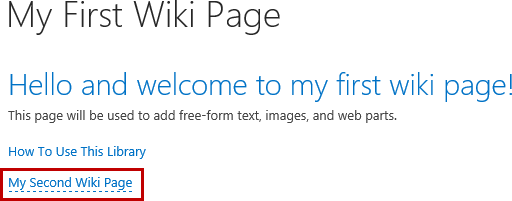 My First Wiki Page
Hello and welcome to my first wiki page!
This page will be used to add free-form text, images, and web parts.
How To Use This Library
My Second Wiki Page